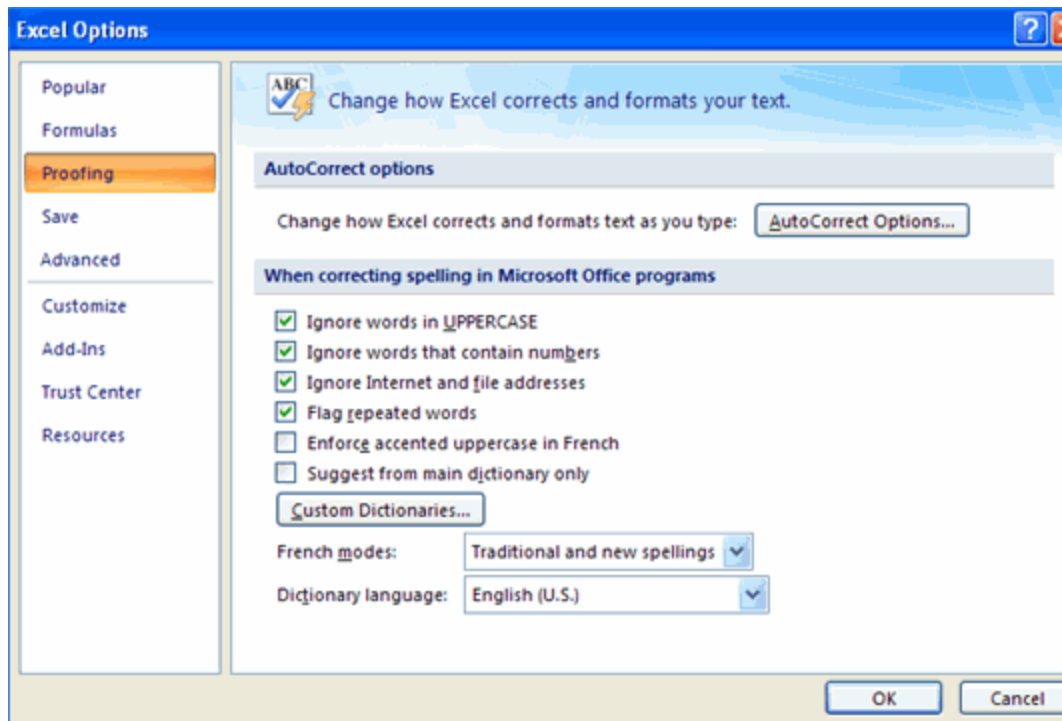 Excel Options
?
Popular
Formulas
Proofing
Save
Advanced
Customize
Add-Ins
Trust Center
Resources
ABC
Change how Excel corrects and formats your text.
AutoCorrect options
Change how Excel corrects and formats text as you type: AutoCorrect Options...
When correcting spelling in Microsoft Office programs
Ignore words in UPPERCASE
Ignore words that contain numbers
Ignore Internet and file addresses
Flag repeated words
Enforce accented uppercase in French
Suggest from main dictionary only
Custom Dictionaries...
French modes: Traditional and new spellings
Dictionary language: English (U.S.)
OK Cancel